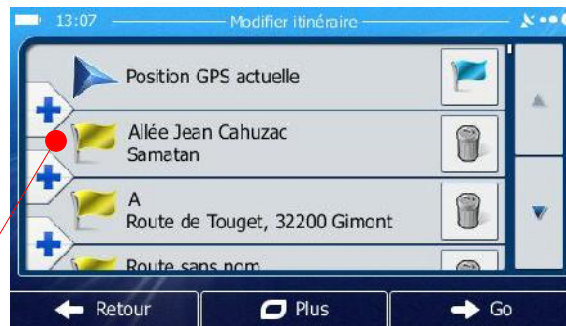 13:07
Modifier itinéraire
Position GPS actuelle
Allée Jean Cahuzac
Samatan
A
Route de Touget, 32200 Gimont
Route sans nom
Retour
Plus
Go